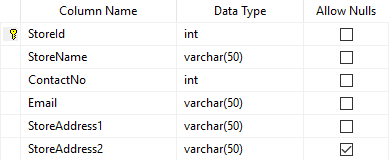 Column Name Data Type Allow Nulls
StoreId int
StoreName varchar(50)
ContactNo int
Email varchar(50)
StoreAddress1 varchar(50)
StoreAddress2 varchar(50)